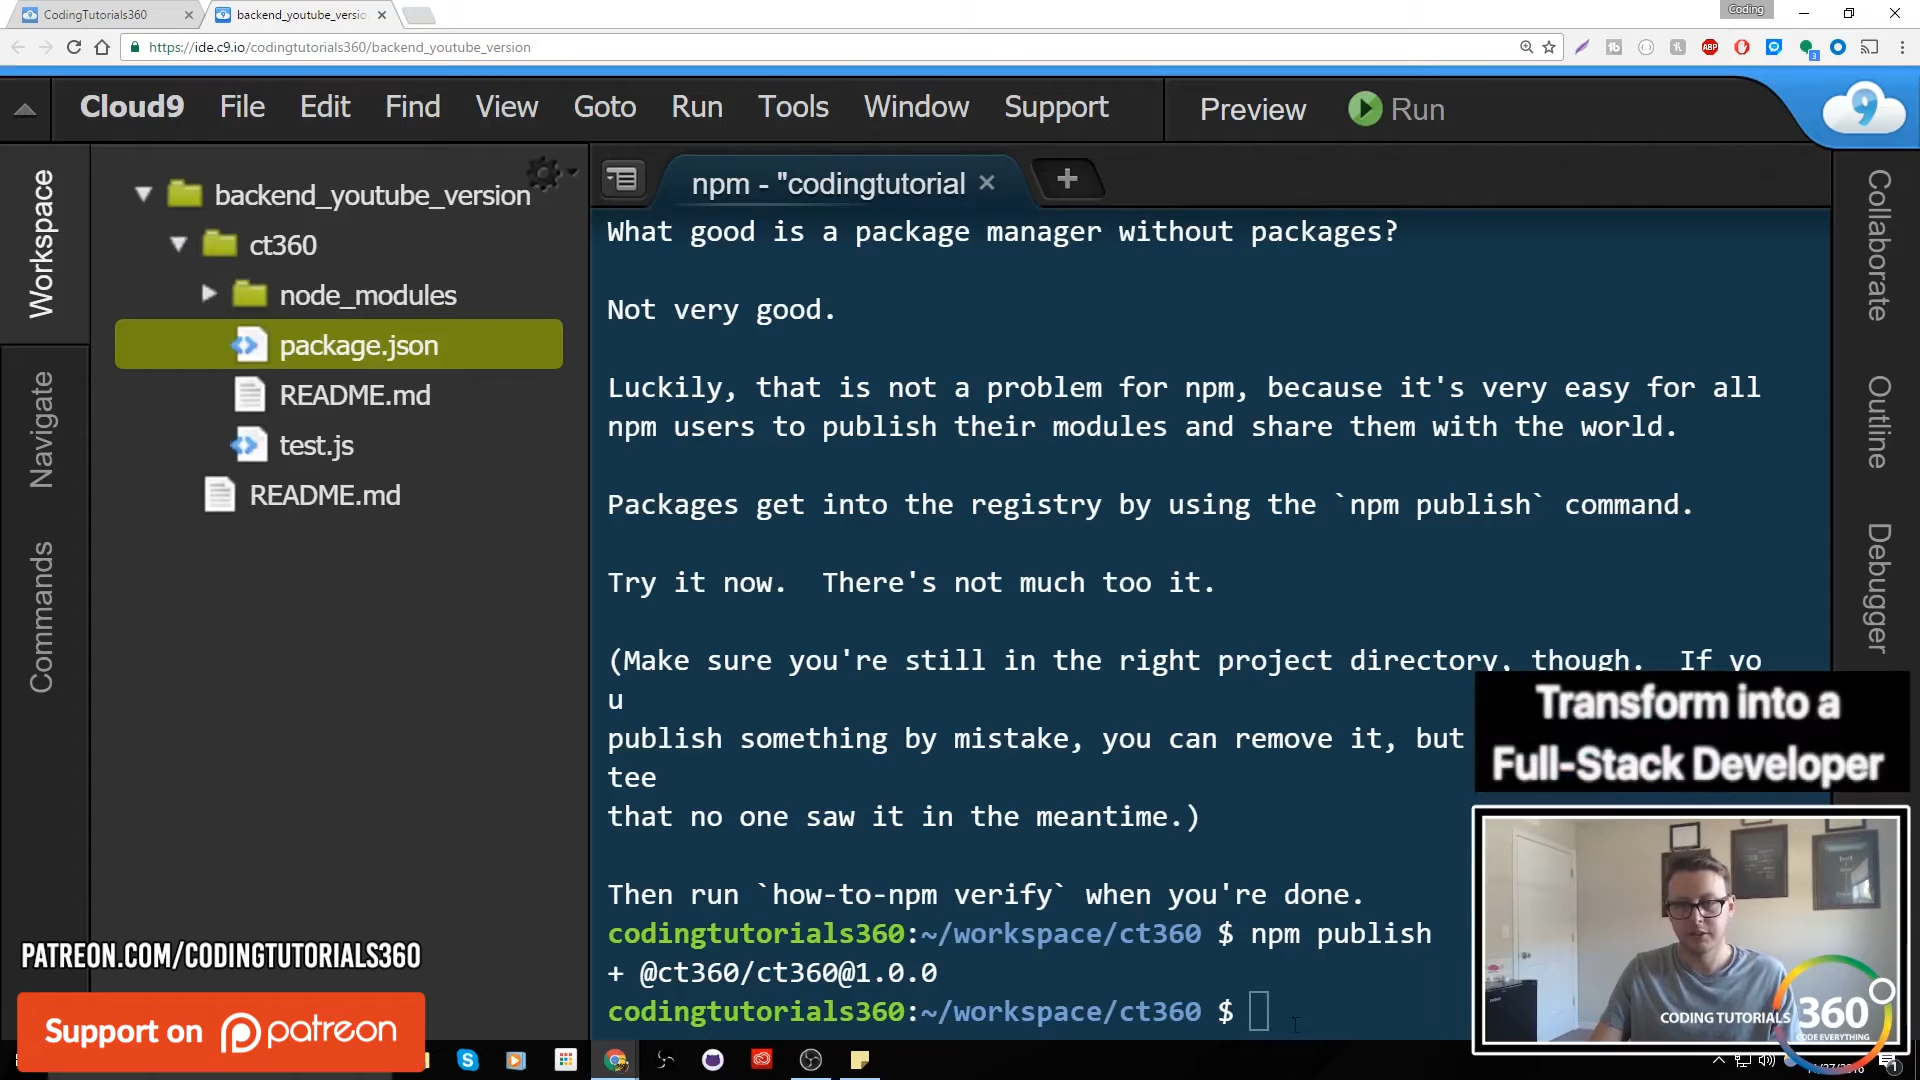 CodingTutorials360
backend_youtube_versio
Coding
https://ide.c9.io/codingtutorials360/backend_youtube_version
ABP
3
Cloud9 File Edit Find View Goto Run Tools Window Support Preview Run
9
Workspace
Navigate
Commands
backend_youtube_version
ct360
node_modules
package.json
README.md
test.js
README.md
npm - "codingtutorial
What good is a package manager without packages?
Not very good.
Luckily, that is not a problem for npm, because it's very easy for all
npm users to publish their modules and share them with the world.
Packages get into the registry by using the `npm publish` command.
Try it now.  There's not much too it.
(Make sure you're still in the right project directory, though.  If yo
u
publish something by mistake, you can remove it, but
tee
that no one saw it in the meantime.)
Then run `how-to-npm verify` when you're done.
codingtutorials360:~/workspace/ct360 $ npm publish
+ @ct360/ct360@1.0.0
codingtutorials360:~/workspace/ct360 $
Collaborate
Outline
Debugger
Transform into a
Full-Stack Developer
PATREON.COM/CODINGTUTORIALS360
Support on patreon
CODING TUTORIALS 360
CODE EVERYTHING